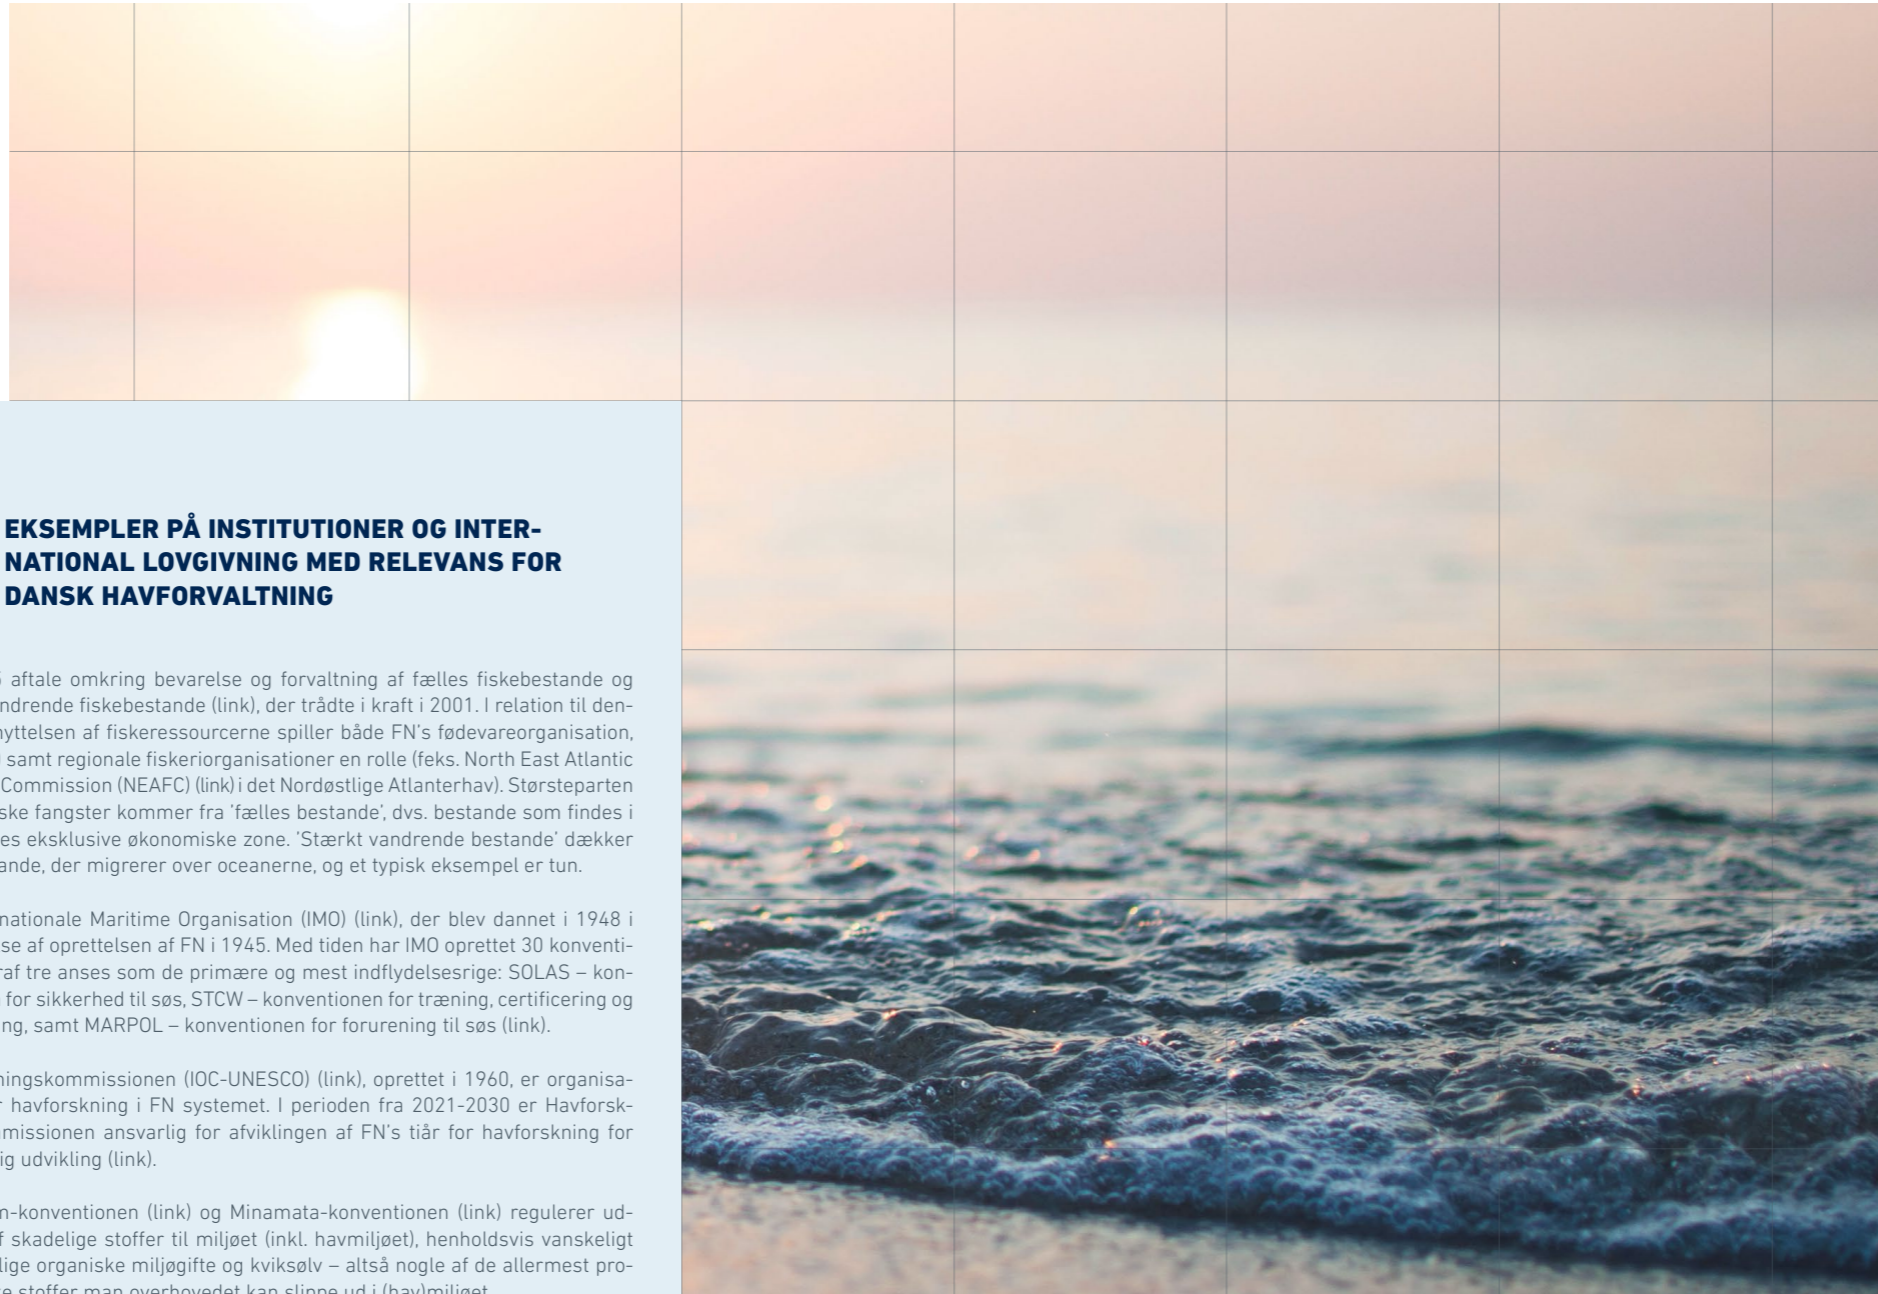 EKSEMPLER PÅ INSTITUTIONER OG INTER-
NATIONAL LOVGIVNING MED RELEVANS FOR
DANSK HAVFORVALTNING
aftale omkring bevarelse og forvaltning af fælles fiskebestande og
ndrende fiskebestande (link), der trådte i kraft i 2001. I relation til den-
nyttelsen af fiskeressourcerne spiller både FN's fødevareorganisation,
samt regionale fiskeriorganisationer en rolle (feks. North East Atlantic
Commission (NEAFC) (link) i det Nordøstlige Atlanterhav). Størsteparten
ske fangster kommer fra 'fælles bestande', dvs. bestande som findes i
es eksklusive økonomiske zone. 'Stærkt vandrende bestande' dækker
ande, der migrerer over oceanerne, og et typisk eksempel er tun.
nationale Maritime Organisation (IMO) (link), der blev dannet i 1948 i
se af oprettelsen af FN i 1945. Med tiden har IMO oprettet 30 konventi-
raf tre anses som de primære og mest indflydelsesrige: SOLAS – kon-
for sikkerhed til søs, STCW – konventionen for træning, certificering og
ng, samt MARPOL – konventionen for forurening til søs (link).
ningskommissionen (IOC-UNESCO) (link), oprettet i 1960, er organisa-
r havforskning i FN systemet. I perioden fra 2021-2030 er Havforsk-
missionen ansvarlig for afviklingen af FN's tiår for havforskning for
ig udvikling (link).
m-konventionen (link) og Minamata-konventionen (link) regulerer ud-
f skadelige stoffer til miljøet (inkl. havmiljøet), henholdsvis vanskeligt
lige organiske miljøgifte og kviksølv – altså nogle af de allermest pro-
e stoffer man overhovedet kan slippe ud i (hav)miljøet